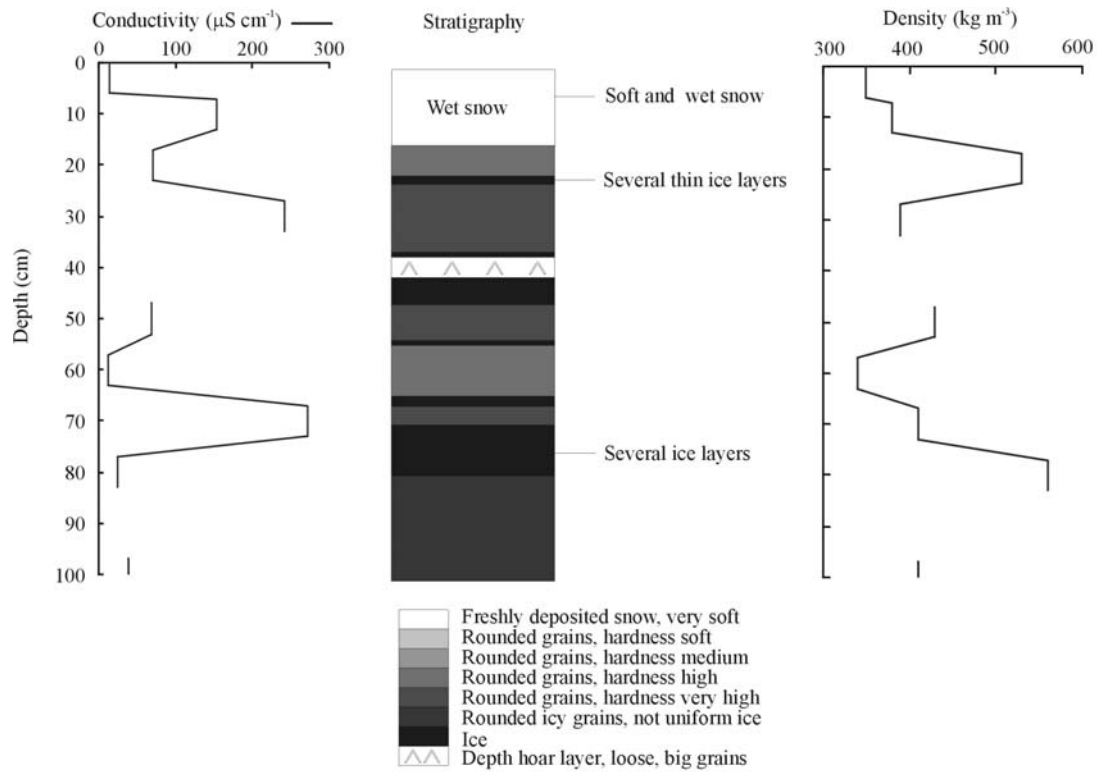 Conductivity (μS cm⁻¹)
0 100 200 300
0
10
20
30
40
50
60
70
80
90
100
Depth (cm)
Stratigraphy
Wet snow
Soft and wet snow
Several thin ice layers
Several ice layers
Density (kg m⁻³)
300 400 500 600
Freshly deposited snow, very soft
Rounded grains, hardness soft
Rounded grains, hardness medium
Rounded grains, hardness high
Rounded grains, hardness very high
Rounded icy grains, not uniform ice
Ice
Depth hoar layer, loose, big grains